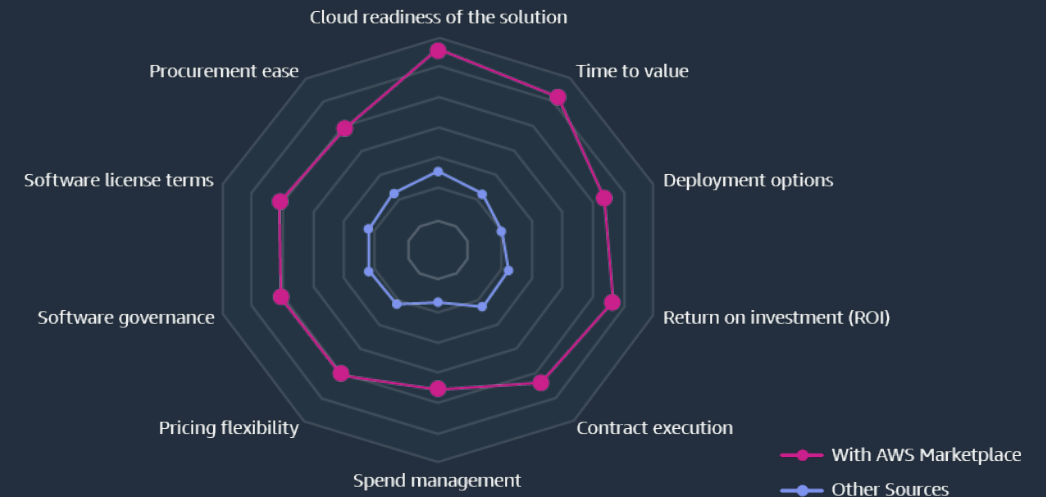 Cloud readiness of the solution
Procurement ease
Time to value
Software license terms
Deployment options
Software governance
Return on investment (ROI)
Pricing flexibility
Contract execution
Spend management
With AWS Marketplace
Other Sources